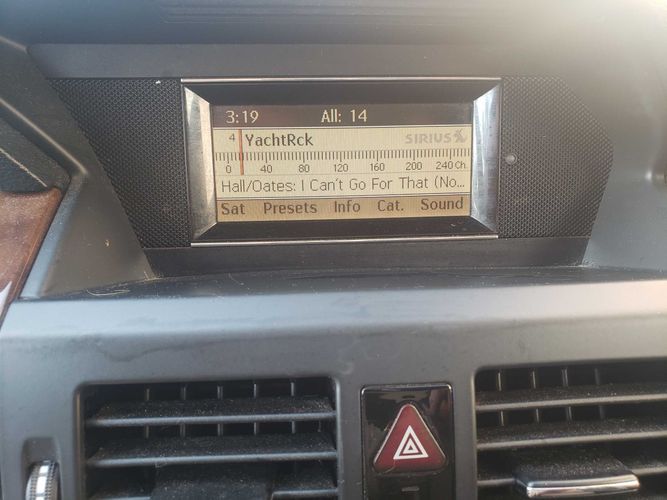 3:19 All: 14
4 YachtRck SIRIUS
0 40 80 120 160 200 240 Ch.
Hall/Oates: I Can't Go For That (No...
Sat Presets Info Cat. Sound